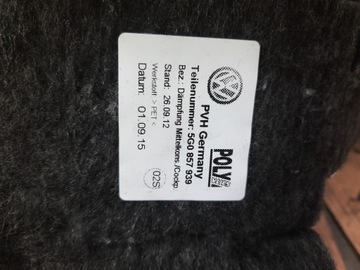 PVH Germany
Teilenummer: 5G0 857 939
Bez.: Dämpfung Mittelkons./Cockp.
Stand: 26.09.12
Werkstoff: > PET <
Datum: 01.09.15
POLY
02S